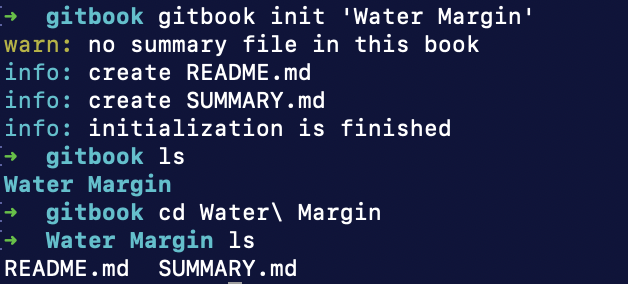 ➜  gitbook gitbook init 'Water Margin'
warn: no summary file in this book
info: create README.md
info: create SUMMARY.md
info: initialization is finished
➜  gitbook ls
Water Margin
➜  gitbook cd Water\ Margin
➜  Water Margin ls
README.md  SUMMARY.md